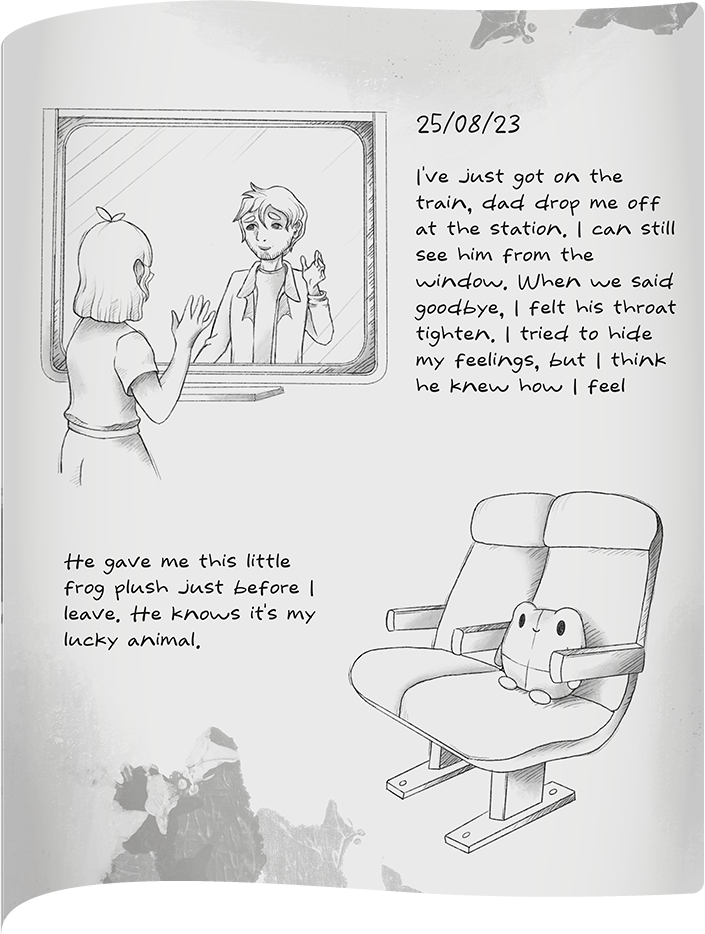 25/08/23
I've just got on the
train, dad drop me off
at the station. I can still
see him from the
window. When we said
goodbye, I felt his throat
tighten. I tried to hide
my feelings, but I think
he knew how I feel
He gave me this little
frog plush just before I
leave. He knows it's my
lucky animal.